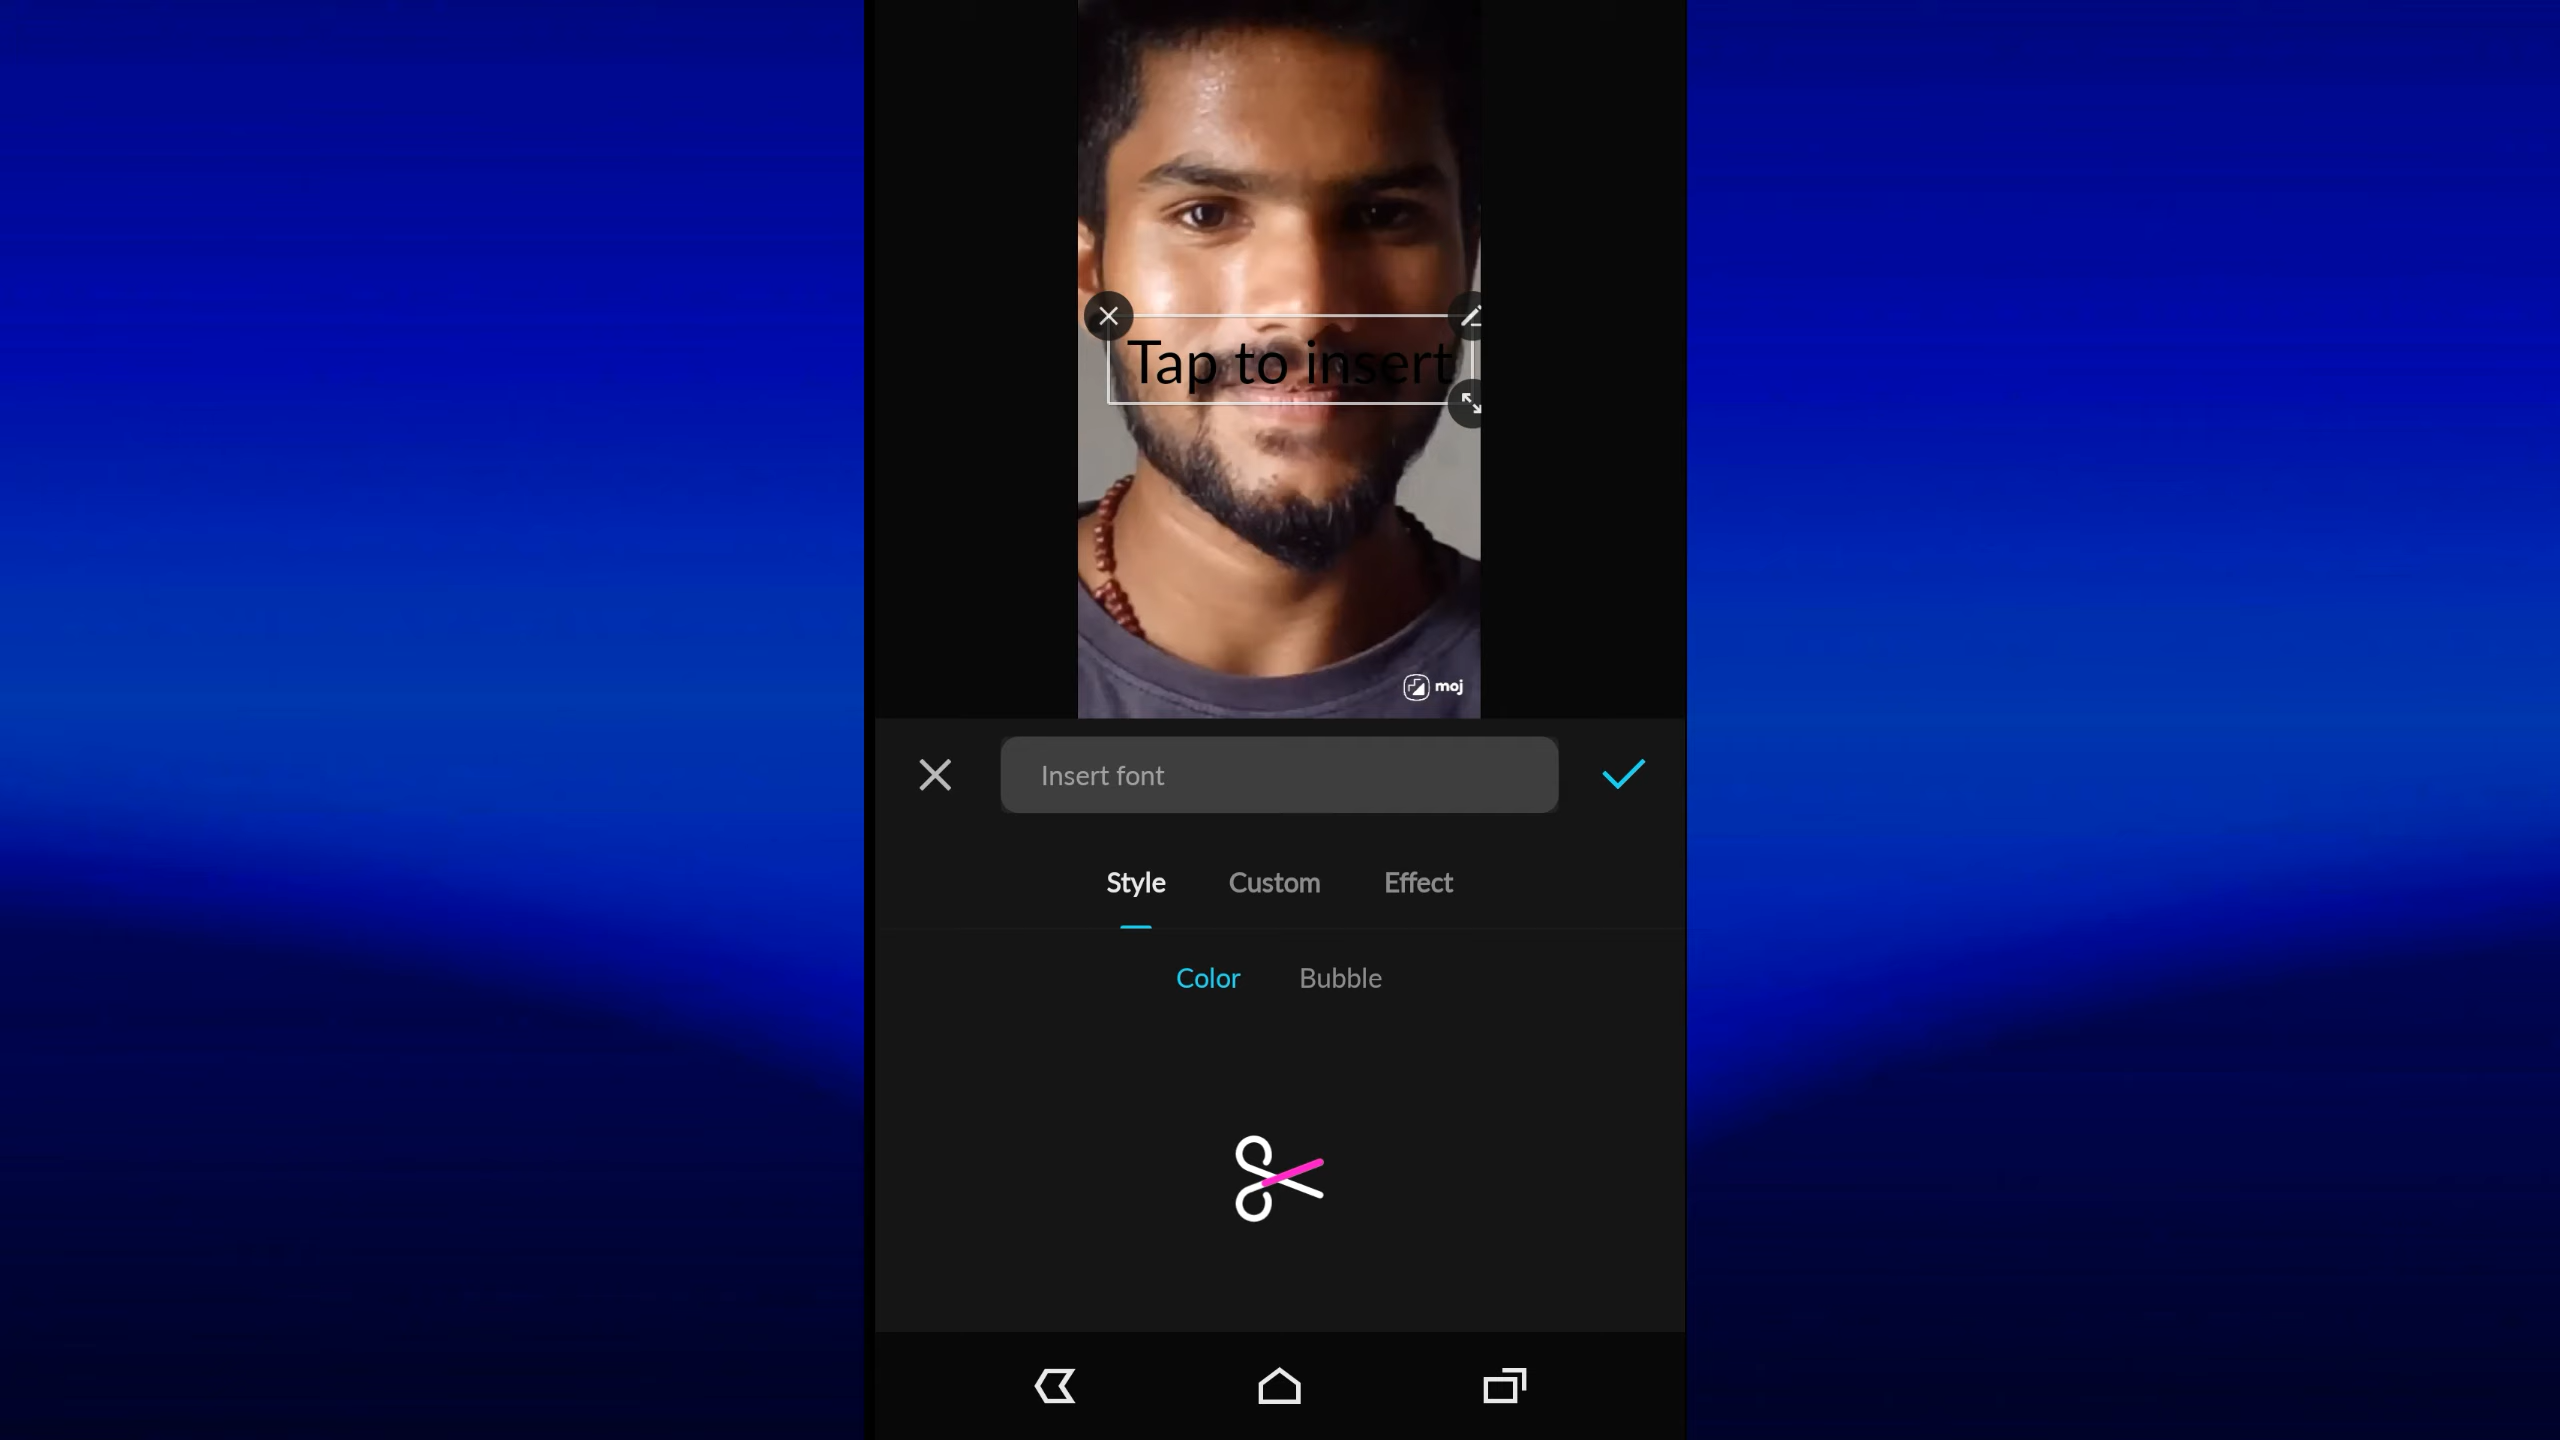 Tap to insert
moj
Insert font
Style Custom Effect
Color Bubble